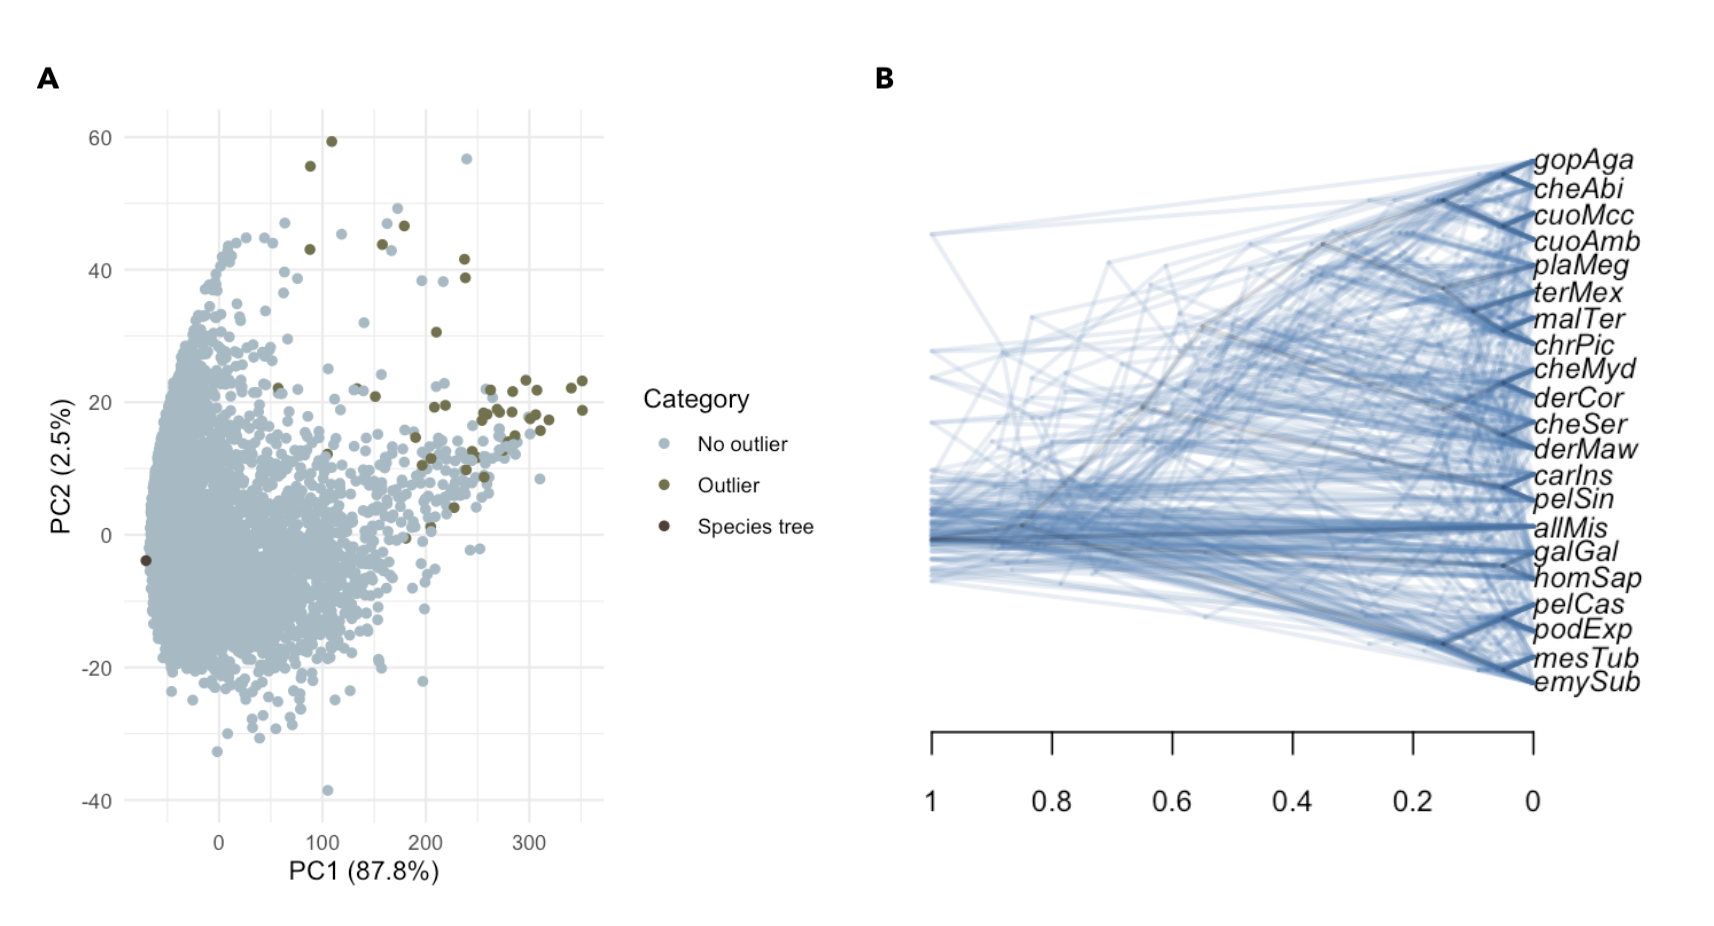 A
B
60
40
20
0
-20
-40
PC2 (2.5%)
0
100
200
300
PC1 (87.8%)
Category
No outlier
Outlier
Species tree
gopAga
cheAbi
cuoMcc
cuoAmb
plaMeg
terMex
malTer
chrPic
cheMyd
derCor
cheSer
derMaw
carIns
pelSin
allMis
galGal
homSap
pelCas
podExp
mesTub
emySub
1
0.8
0.6
0.4
0.2
0